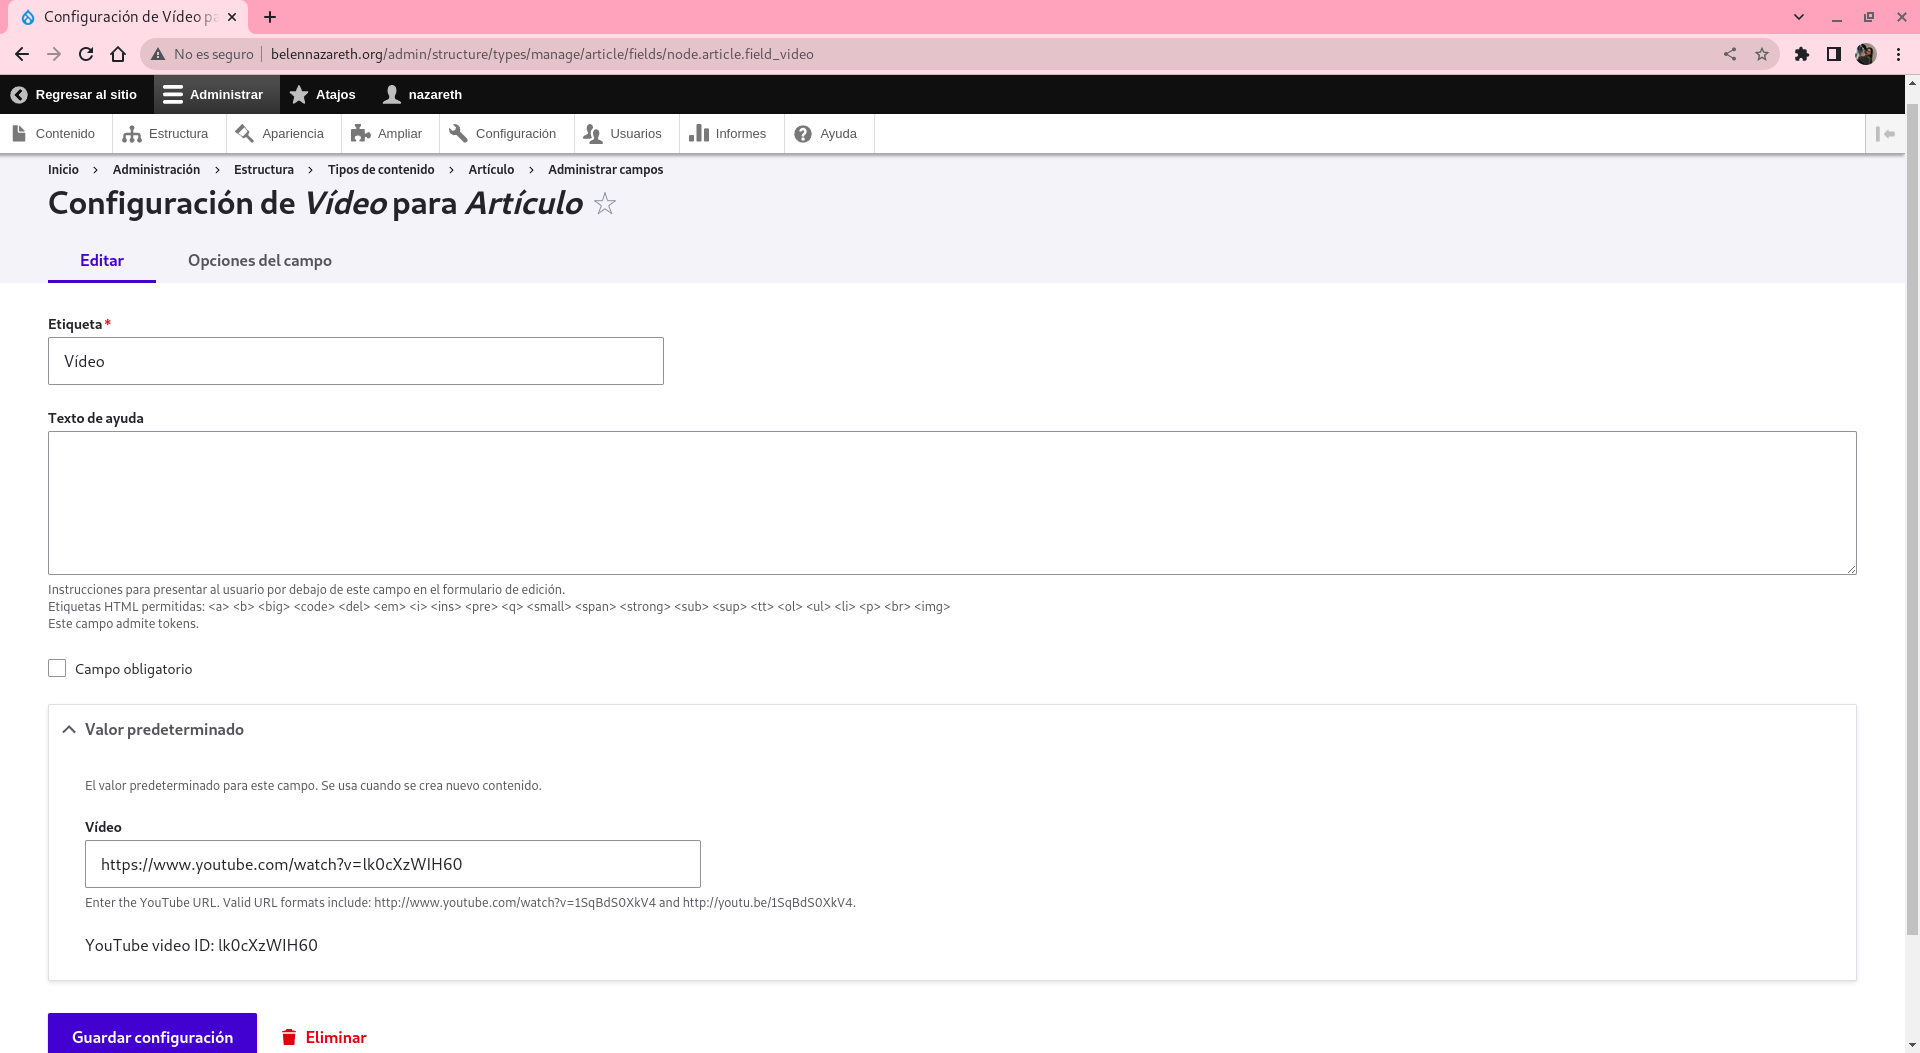 Configuración de Vídeo pa
No es seguro belennazareth.org/admin/structure/types/manage/article/fields/node.article.field_video
Regresar al sitio Administrar Atajos nazareth
Contenido Estructura Apariencia Ampliar Configuración Usuarios Informes Ayuda
Inicio › Administración › Estructura › Tipos de contenido › Artículo › Administrar campos
Configuración de Vídeo para Artículo
Editar Opciones del campo
Etiqueta*
Vídeo
Texto de ayuda
Instrucciones para presentar al usuario por debajo de este campo en el formulario de edición.
Etiquetas HTML permitidas: <a> <b> <big> <code> <del> <em> <i> <ins> <pre> <q> <small> <span> <strong> <sub> <sup> <tt> <ol> <ul> <li> <p> <br> <img>
Este campo admite tokens.
Campo obligatorio
Valor predeterminado
El valor predeterminado para este campo. Se usa cuando se crea nuevo contenido.
Vídeo
https://www.youtube.com/watch?v=lk0cXzWIH60
Enter the YouTube URL. Valid URL formats include: http://www.youtube.com/watch?v=1SqBdS0XkV4 and http://youtu.be/1SqBdS0XkV4.
YouTube video ID: lk0cXzWIH60
Guardar configuración Eliminar